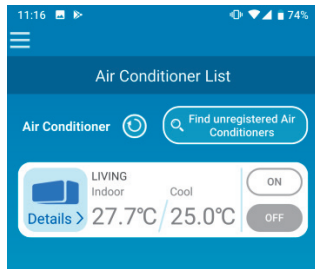 11:16 74%
Air Conditioner List
Air Conditioner
Find unregistered Air
Conditioners
LIVING
Indoor Cool
27.7℃ 25.0℃
Details >
ON
OFF